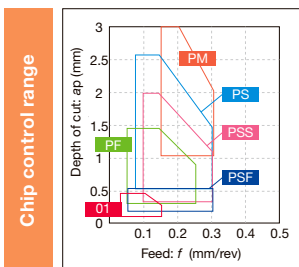 Chip control range
Depth of cut: ap (mm)
3
2.5
2
1.5
1
0.5
0
PM
PS
PSS
PF
PSF
01
0.1 0.2 0.3 0.4 0.5
Feed: f (mm/rev)